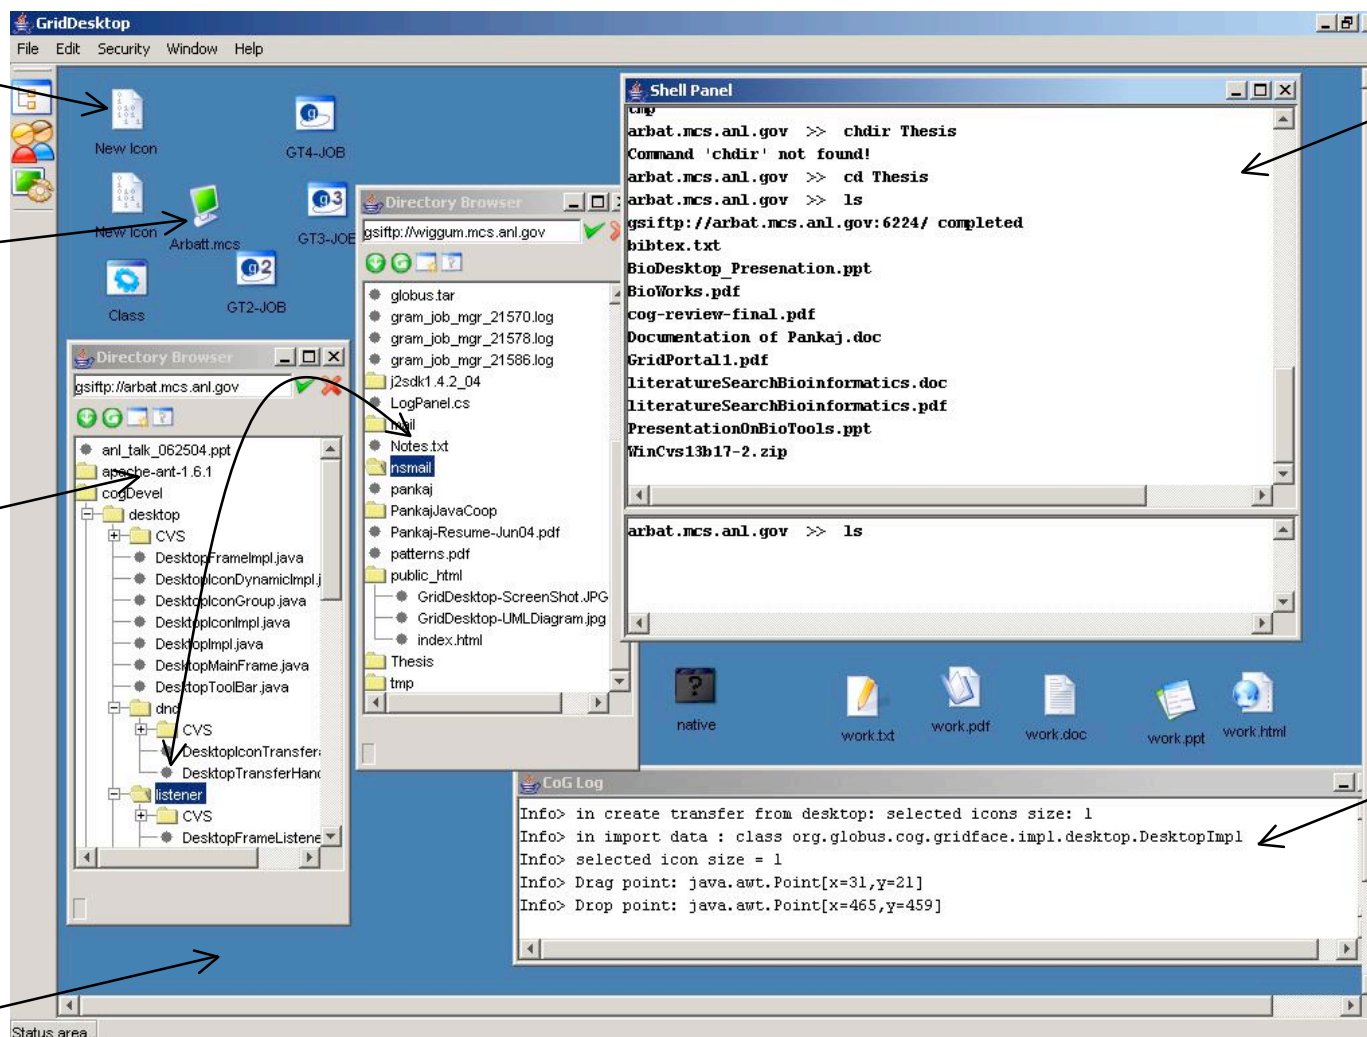 GridDesktop
File Edit Security Window Help
New Icon
GT4-JOB
New Icon
Arbatt.mcs
GT3-JOE
Class
GT2-JOB
Directory Browser
gsiftp://arbat.mcs.anl.gov
anl_talk_062504.ppt
apache-ant-1.6.1
cogDevel
desktop
CVS
DesktopFrameImpl.java
DesktopIconDynamicImpl.j
DesktopIconGroup.java
DesktopIconImpl.java
DesktopImpl.java
DesktopMainFrame.java
DesktopToolBar.java
dnd
CVS
DesktopIconTransfera
DesktopTransferHand
listener
CVS
DesktopFrameListene
Directory Browser
gsiftp://wiggum.mcs.anl.gov
globus.tar
gram_job_mgr_21570.log
gram_job_mgr_21578.log
gram_job_mgr_21586.log
j2sdk1.4.2_04
LogPanel.cs
mail
Notes.txt
nsmail
pankaj
PankajJavaCoop
Pankaj-Resume-Jun04.pdf
patterns.pdf
public_html
GridDesktop-ScreenShot.JPG
GridDesktop-UMLDiagram.jpg
index.html
Thesis
tmp
Shell Panel
tmp
arbat.mcs.anl.gov >> chdir Thesis
Command 'chdir' not found!
arbat.mcs.anl.gov >> cd Thesis
arbat.mcs.anl.gov >> ls
gsiftp://arbat.mcs.anl.gov:6224/ completed
bibtex.txt
BioDesktop_Presenation.ppt
BioWorks.pdf
cog-review-final.pdf
Documentation of Pankaj.doc
GridPortal1.pdf
literatureSearchBioinformatics.doc
literatureSearchBioinformatics.pdf
PresentationOnBioTools.ppt
WinCvs13b17-2.zip
arbat.mcs.anl.gov >> ls
native
work.txt
work.pdf
work.doc
work.ppt
work.html
CoG Log
Info> in create transfer from desktop: selected icons size: 1
Info> in import data : class org.globus.cog.gridface.impl.desktop.DesktopImpl
Info> selected icon size = 1
Info> Drag point: java.awt.Point[x=31,y=21]
Info> Drop point: java.awt.Point[x=465,y=459]
Status area